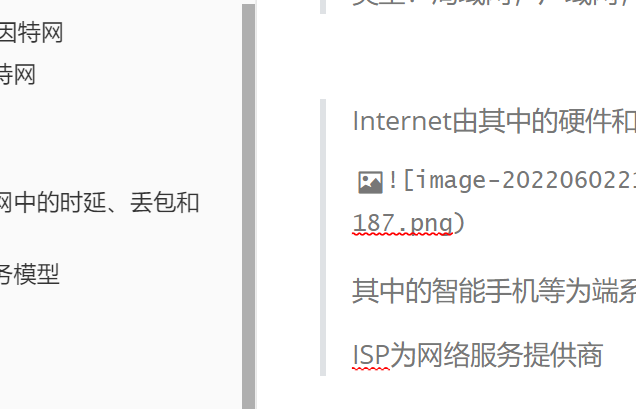 因特网
特网
网中的时延、丢包和
务模型
Internet由其中的硬件和
![image-202206022
187.png)
其中的智能手机等为端系
ISP为网络服务提供商